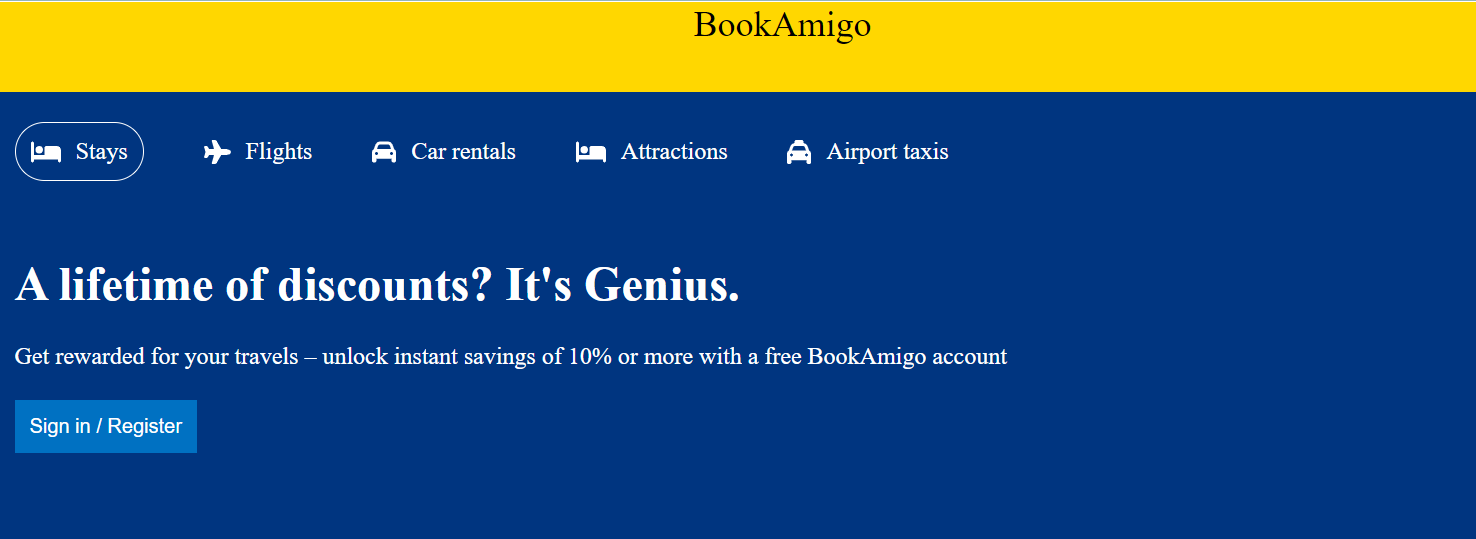 BookAmigo
Stays Flights Car rentals Attractions Airport taxis
A lifetime of discounts? It's Genius.
Get rewarded for your travels – unlock instant savings of 10% or more with a free BookAmigo account
Sign in / Register